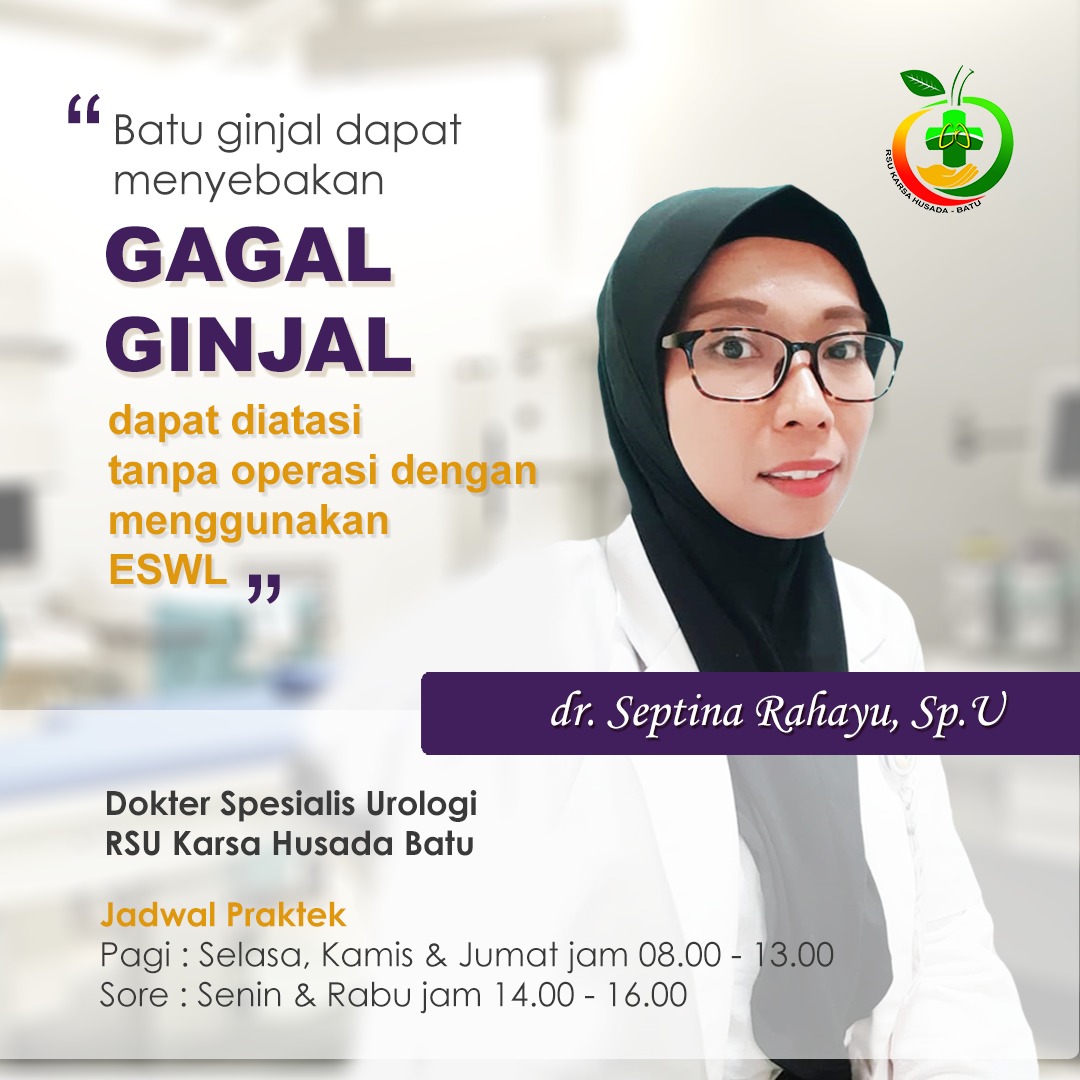 “ Batu ginjal dapat
menyebakan
GAGAL
GINJAL
dapat diatasi
tanpa operasi dengan
menggunakan
ESWL ”
RSU KARSA HUSADA - BATU
dr. Septina Rahayu, Sp.U
Dokter Spesialis Urologi
RSU Karsa Husada Batu
Jadwal Praktek
Pagi : Selasa, Kamis & Jumat jam 08.00 - 13.00
Sore : Senin & Rabu jam 14.00 - 16.00